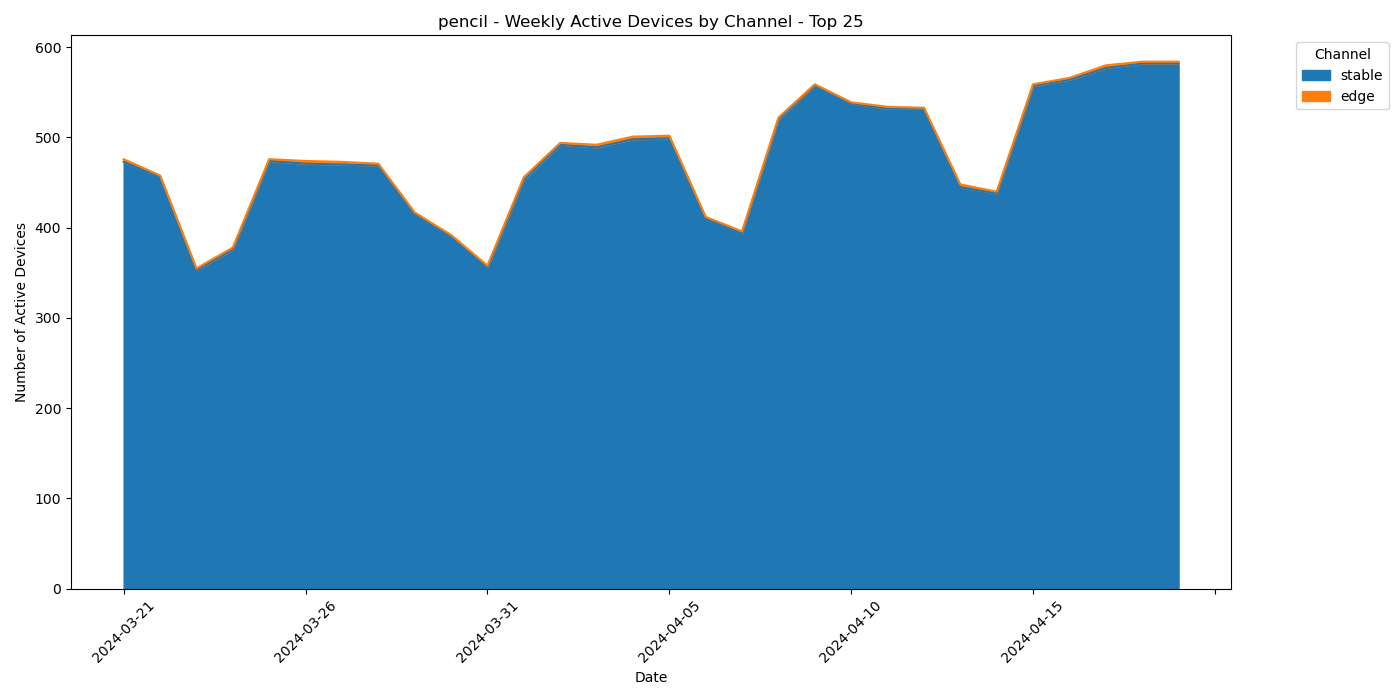 pencil - Weekly Active Devices by Channel - Top 25
Channel
stable
edge
Number of Active Devices
600
500
400
300
200
100
0
2024-03-21
2024-03-26
2024-03-31
2024-04-05
2024-04-10
2024-04-15
Date